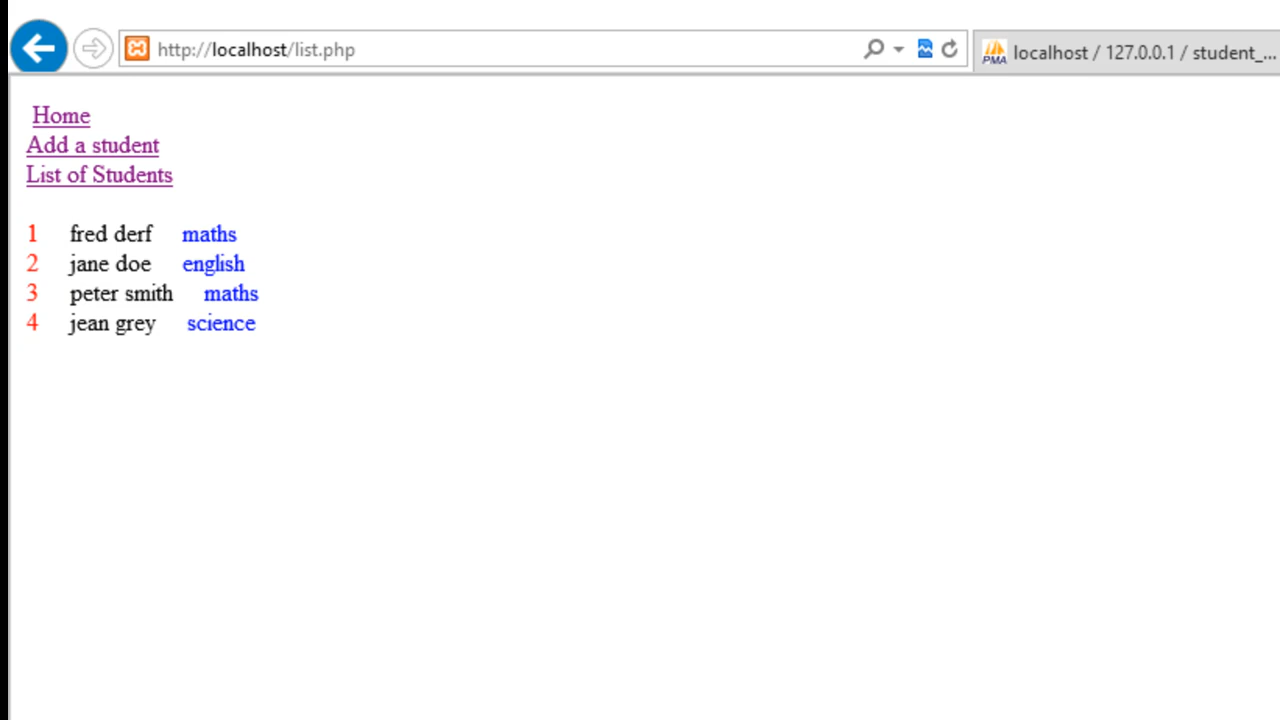 http://localhost/list.php
PMA localhost / 127.0.0.1 / student_...
Home
Add a student
List of Students
1 fred derf maths
2 jane doe english
3 peter smith maths
4 jean grey science